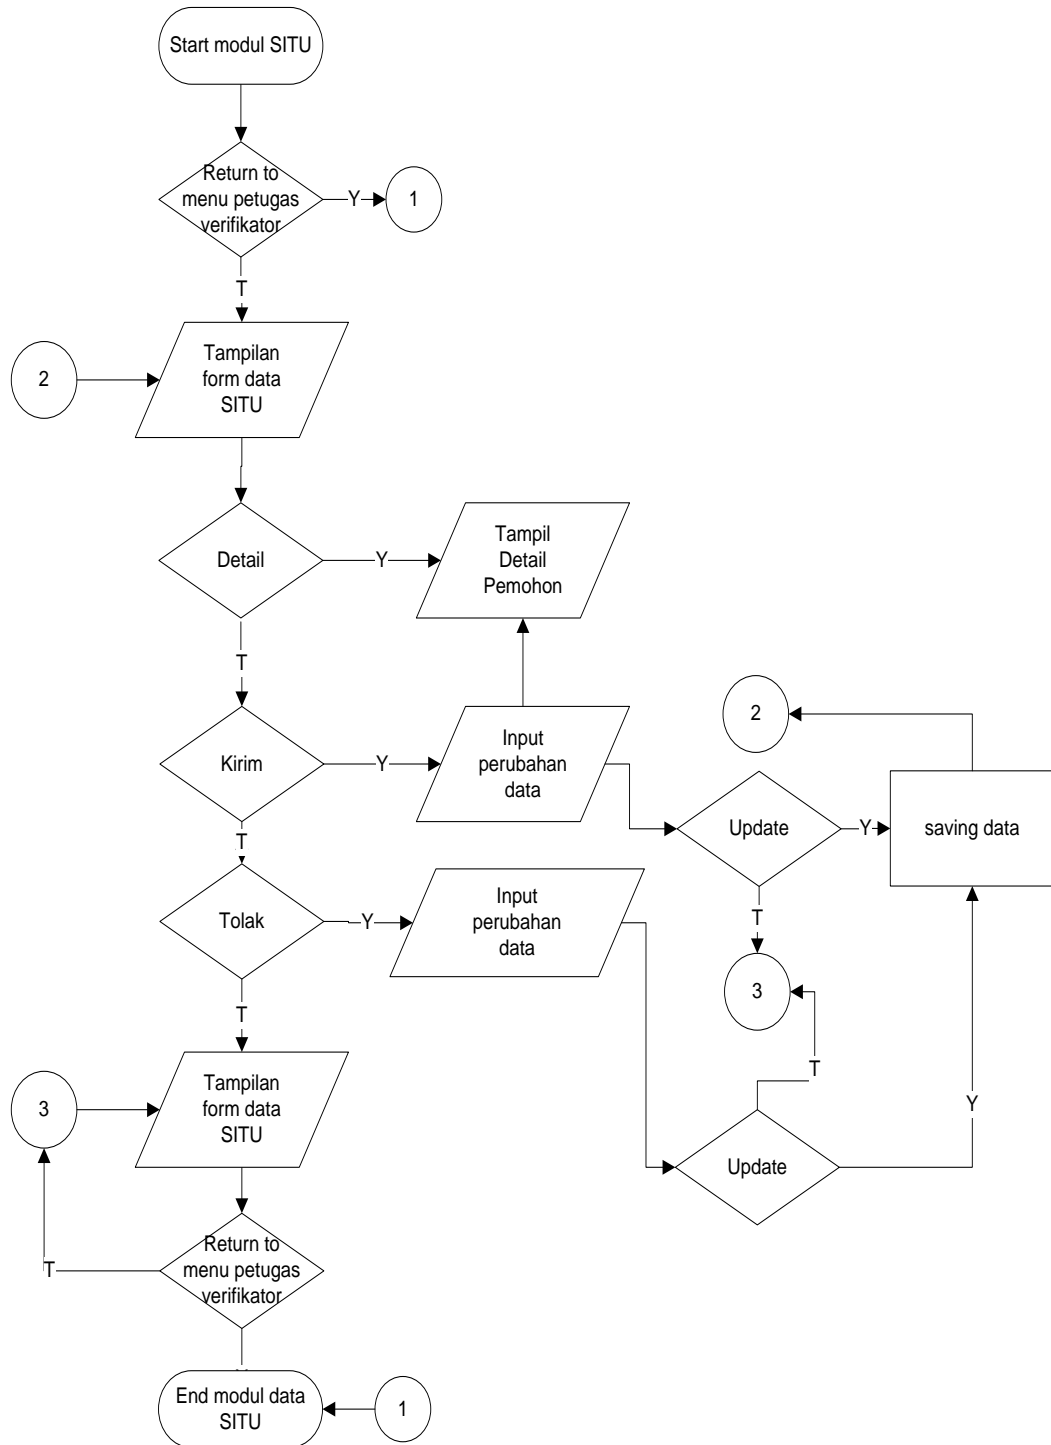 Start modul SITU
Return to
menu petugas
verifikator
Y
1
T
Tampilan
form data
SITU
2
Detail
Y
Tampil
Detail
Pemohon
T
Kirim
Y
Input
perubahan
data
2
Update
Y
saving data
T
T
Tolak
Y
Input
perubahan
data
3
T
T
Y
Tampilan
form data
SITU
3
Update
Return to
menu petugas
verifikator
T
End modul data
SITU
1